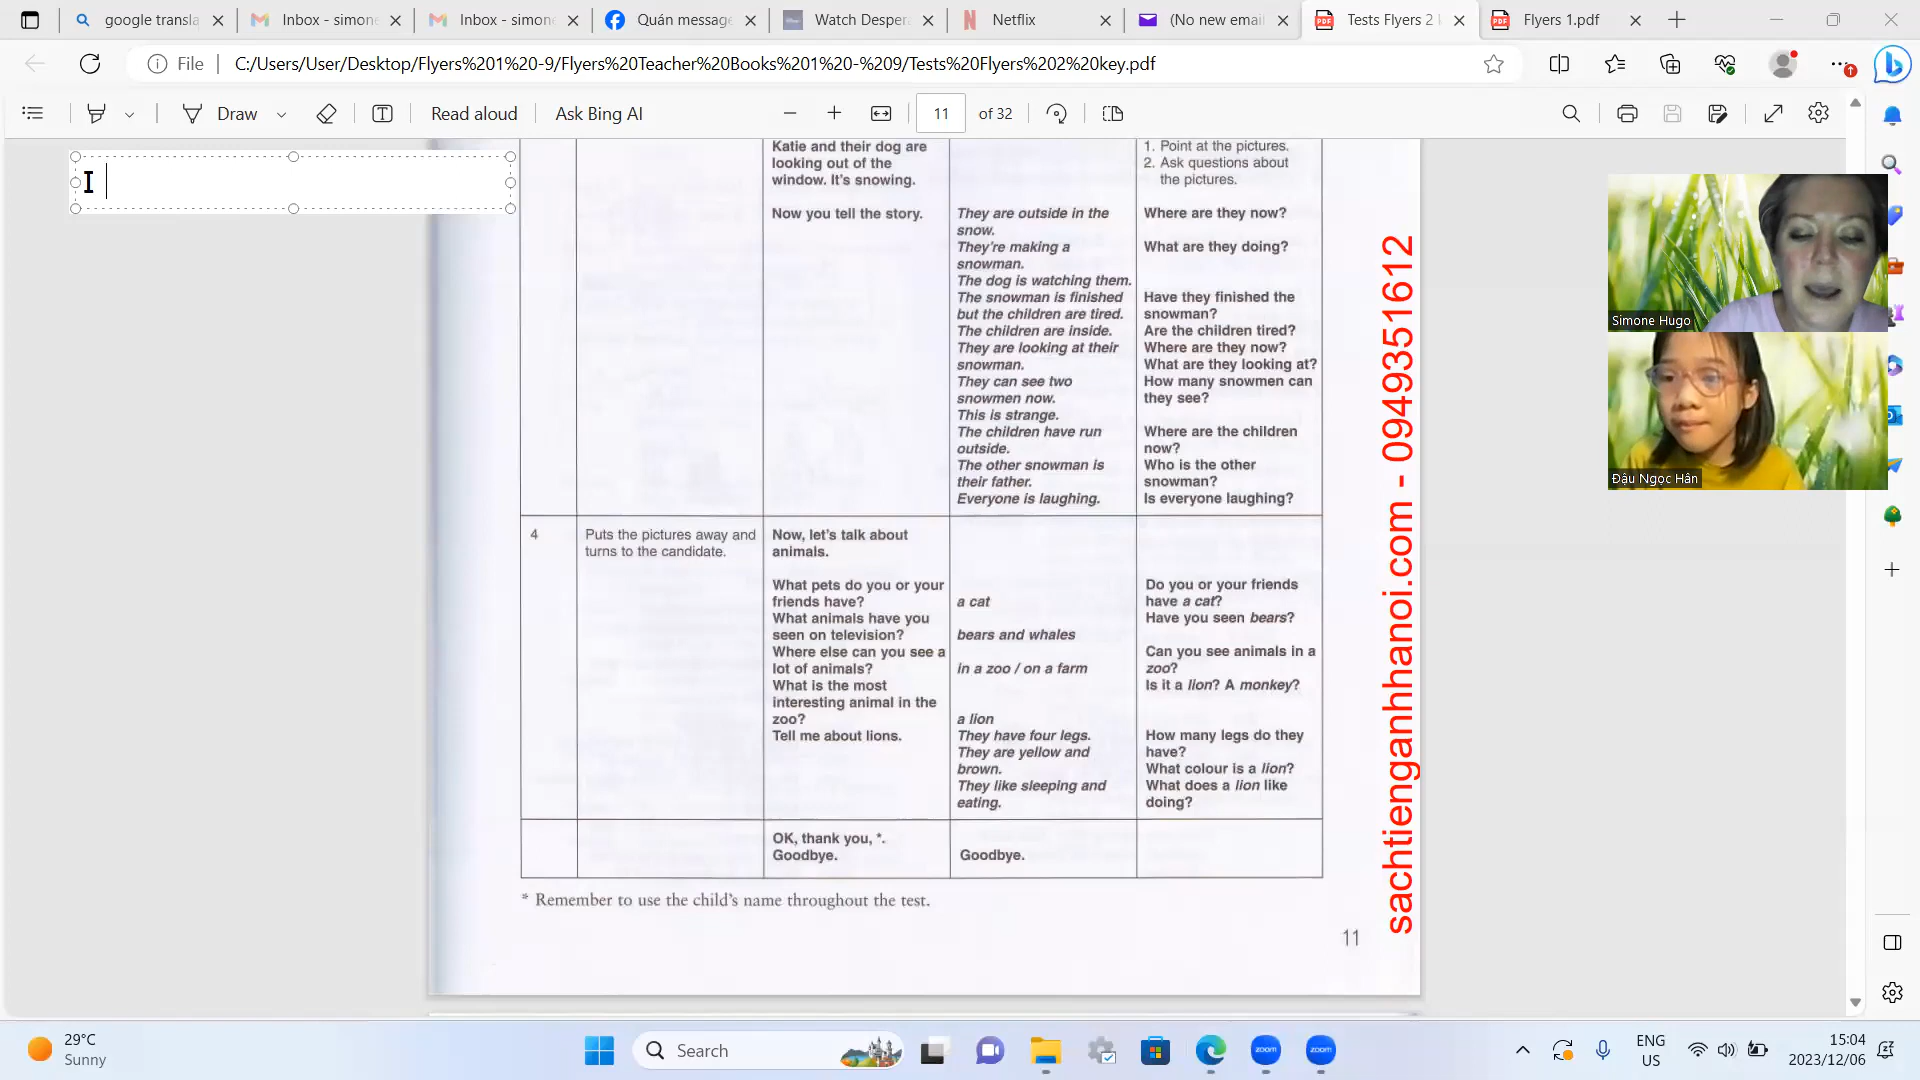 google transla
Inbox - simone
Inbox - simone
Quán message
Watch Despera
Netflix
(No new email
Tests Flyers 2 k
Flyers 1.pdf
File
C:/Users/User/Desktop/Flyers%201%20-9/Flyers%20Teacher%20Books%201%20-%209/Tests%20Flyers%202%20key.pdf
Draw
Read aloud
Ask Bing AI
11
of 32
Katie and their dog are
looking out of the
window. It's snowing.
Now you tell the story.
They are outside in the
snow.
They're making a
snowman.
The dog is watching them.
The snowman is finished
but the children are tired.
The children are inside.
They are looking at their
snowman.
They can see two
snowmen now.
This is strange.
The children have run
outside.
The other snowman is
their father.
Everyone is laughing.
1. Point at the pictures.
2. Ask questions about
the pictures.
Where are they now?
What are they doing?
Have they finished the
snowman?
Are the children tired?
Where are they now?
What are they looking at?
How many snowmen can
they see?
Where are the children
now?
Who is the other
snowman?
Is everyone laughing?
4
Puts the pictures away and
turns to the candidate.
Now, let's talk about
animals.
What pets do you or your
friends have?
What animals have you
seen on television?
Where else can you see a
lot of animals?
What is the most
interesting animal in the
zoo?
Tell me about lions.
a cat
bears and whales
in a zoo / on a farm
a lion
They have four legs.
They are yellow and
brown.
They like sleeping and
eating.
Do you or your friends
have a cat?
Have you seen bears?
Can you see animals in a
zoo?
Is it a lion? A monkey?
How many legs do they
have?
What colour is a lion?
What does a lion like
doing?
OK, thank you, *.
Goodbye.
Goodbye.
* Remember to use the child's name throughout the test.
11
sachtienganhhanoi.com - 0949351612
Simone Hugo
Đậu Ngọc Hân
29°C
Sunny
Search
zoom
zoom
ENG
US
15:04
2023/12/06